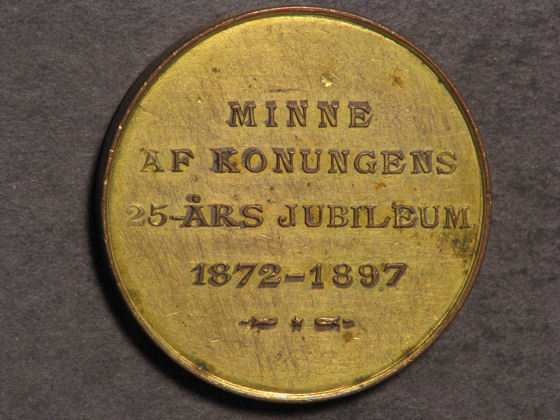 MINNE
AF KONUNGENS
25-ÅRS JUBILEUM
1872-1897